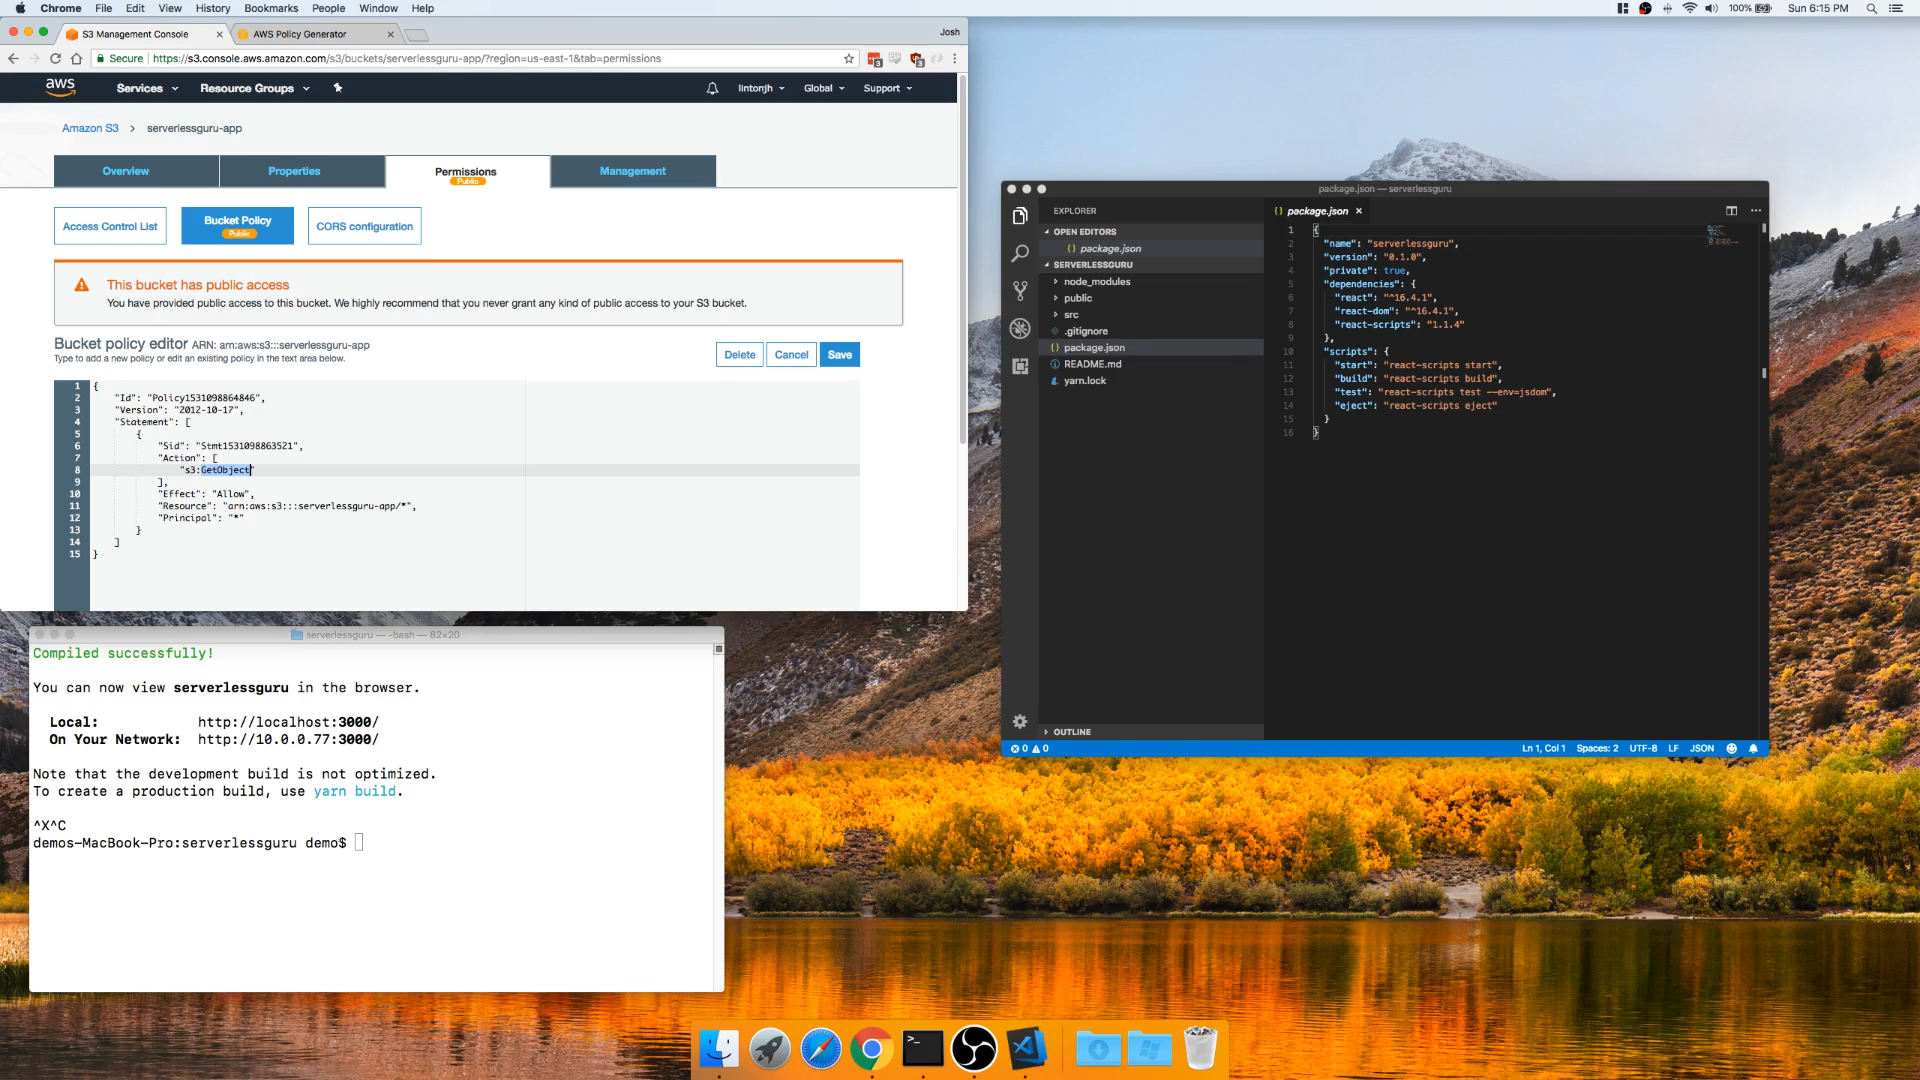 Chrome File Edit View History Bookmarks People Window Help
100% Sun 6:15 PM
S3 Management Console
AWS Policy Generator
Josh
Secure https://s3.console.aws.amazon.com/s3/buckets/serverlessguru-app/?region=us-east-1&tab=permissions
aws Services Resource Groups lintonjh Global Support
Amazon S3 > serverlessguru-app
Overview Properties Permissions Management
Public
Access Control List Bucket Policy CORS configuration
Public
This bucket has public access
You have provided public access to this bucket. We highly recommend that you never grant any kind of public access to your S3 bucket.
Bucket policy editor ARN: arn:aws:s3:::serverlessguru-app
Type to add a new policy or edit an existing policy in the text area below.
Delete Cancel Save
1 {
2 "Id": "Policy1531098864846",
3 "Version": "2012-10-17",
4 "Statement": [
5 {
6 "Sid": "Stmt1531098863521",
7 "Action": [
8 "s3:GetObject"
9 ],
10 "Effect": "Allow",
11 "Resource": "arn:aws:s3:::serverlessguru-app/*",
12 "Principal": "*"
13 }
14 ]
15 }
serverlessguru — -bash — 82×20
Compiled successfully!
You can now view serverlessguru in the browser.
Local: http://localhost:3000/
On Your Network: http://10.0.0.77:3000/
Note that the development build is not optimized.
To create a production build, use yarn build.
^X^C
demos-MacBook-Pro:serverlessguru demo$
package.json — serverlessguru
EXPLORER
OPEN EDITORS
{} package.json
SERVERLESSGURU
node_modules
public
src
.gitignore
{} package.json
README.md
yarn.lock
OUTLINE
{} package.json ×
1 {
2 "name": "serverlessguru",
3 "version": "0.1.0",
4 "private": true,
5 "dependencies": {
6 "react": "^16.4.1",
7 "react-dom": "^16.4.1",
8 "react-scripts": "1.1.4"
9 },
10 "scripts": {
11 "start": "react-scripts start",
12 "build": "react-scripts build",
13 "test": "react-scripts test --env=jsdom",
14 "eject": "react-scripts eject"
15 }
16 }
0 0 Ln 1, Col 1 Spaces: 2 UTF-8 LF JSON